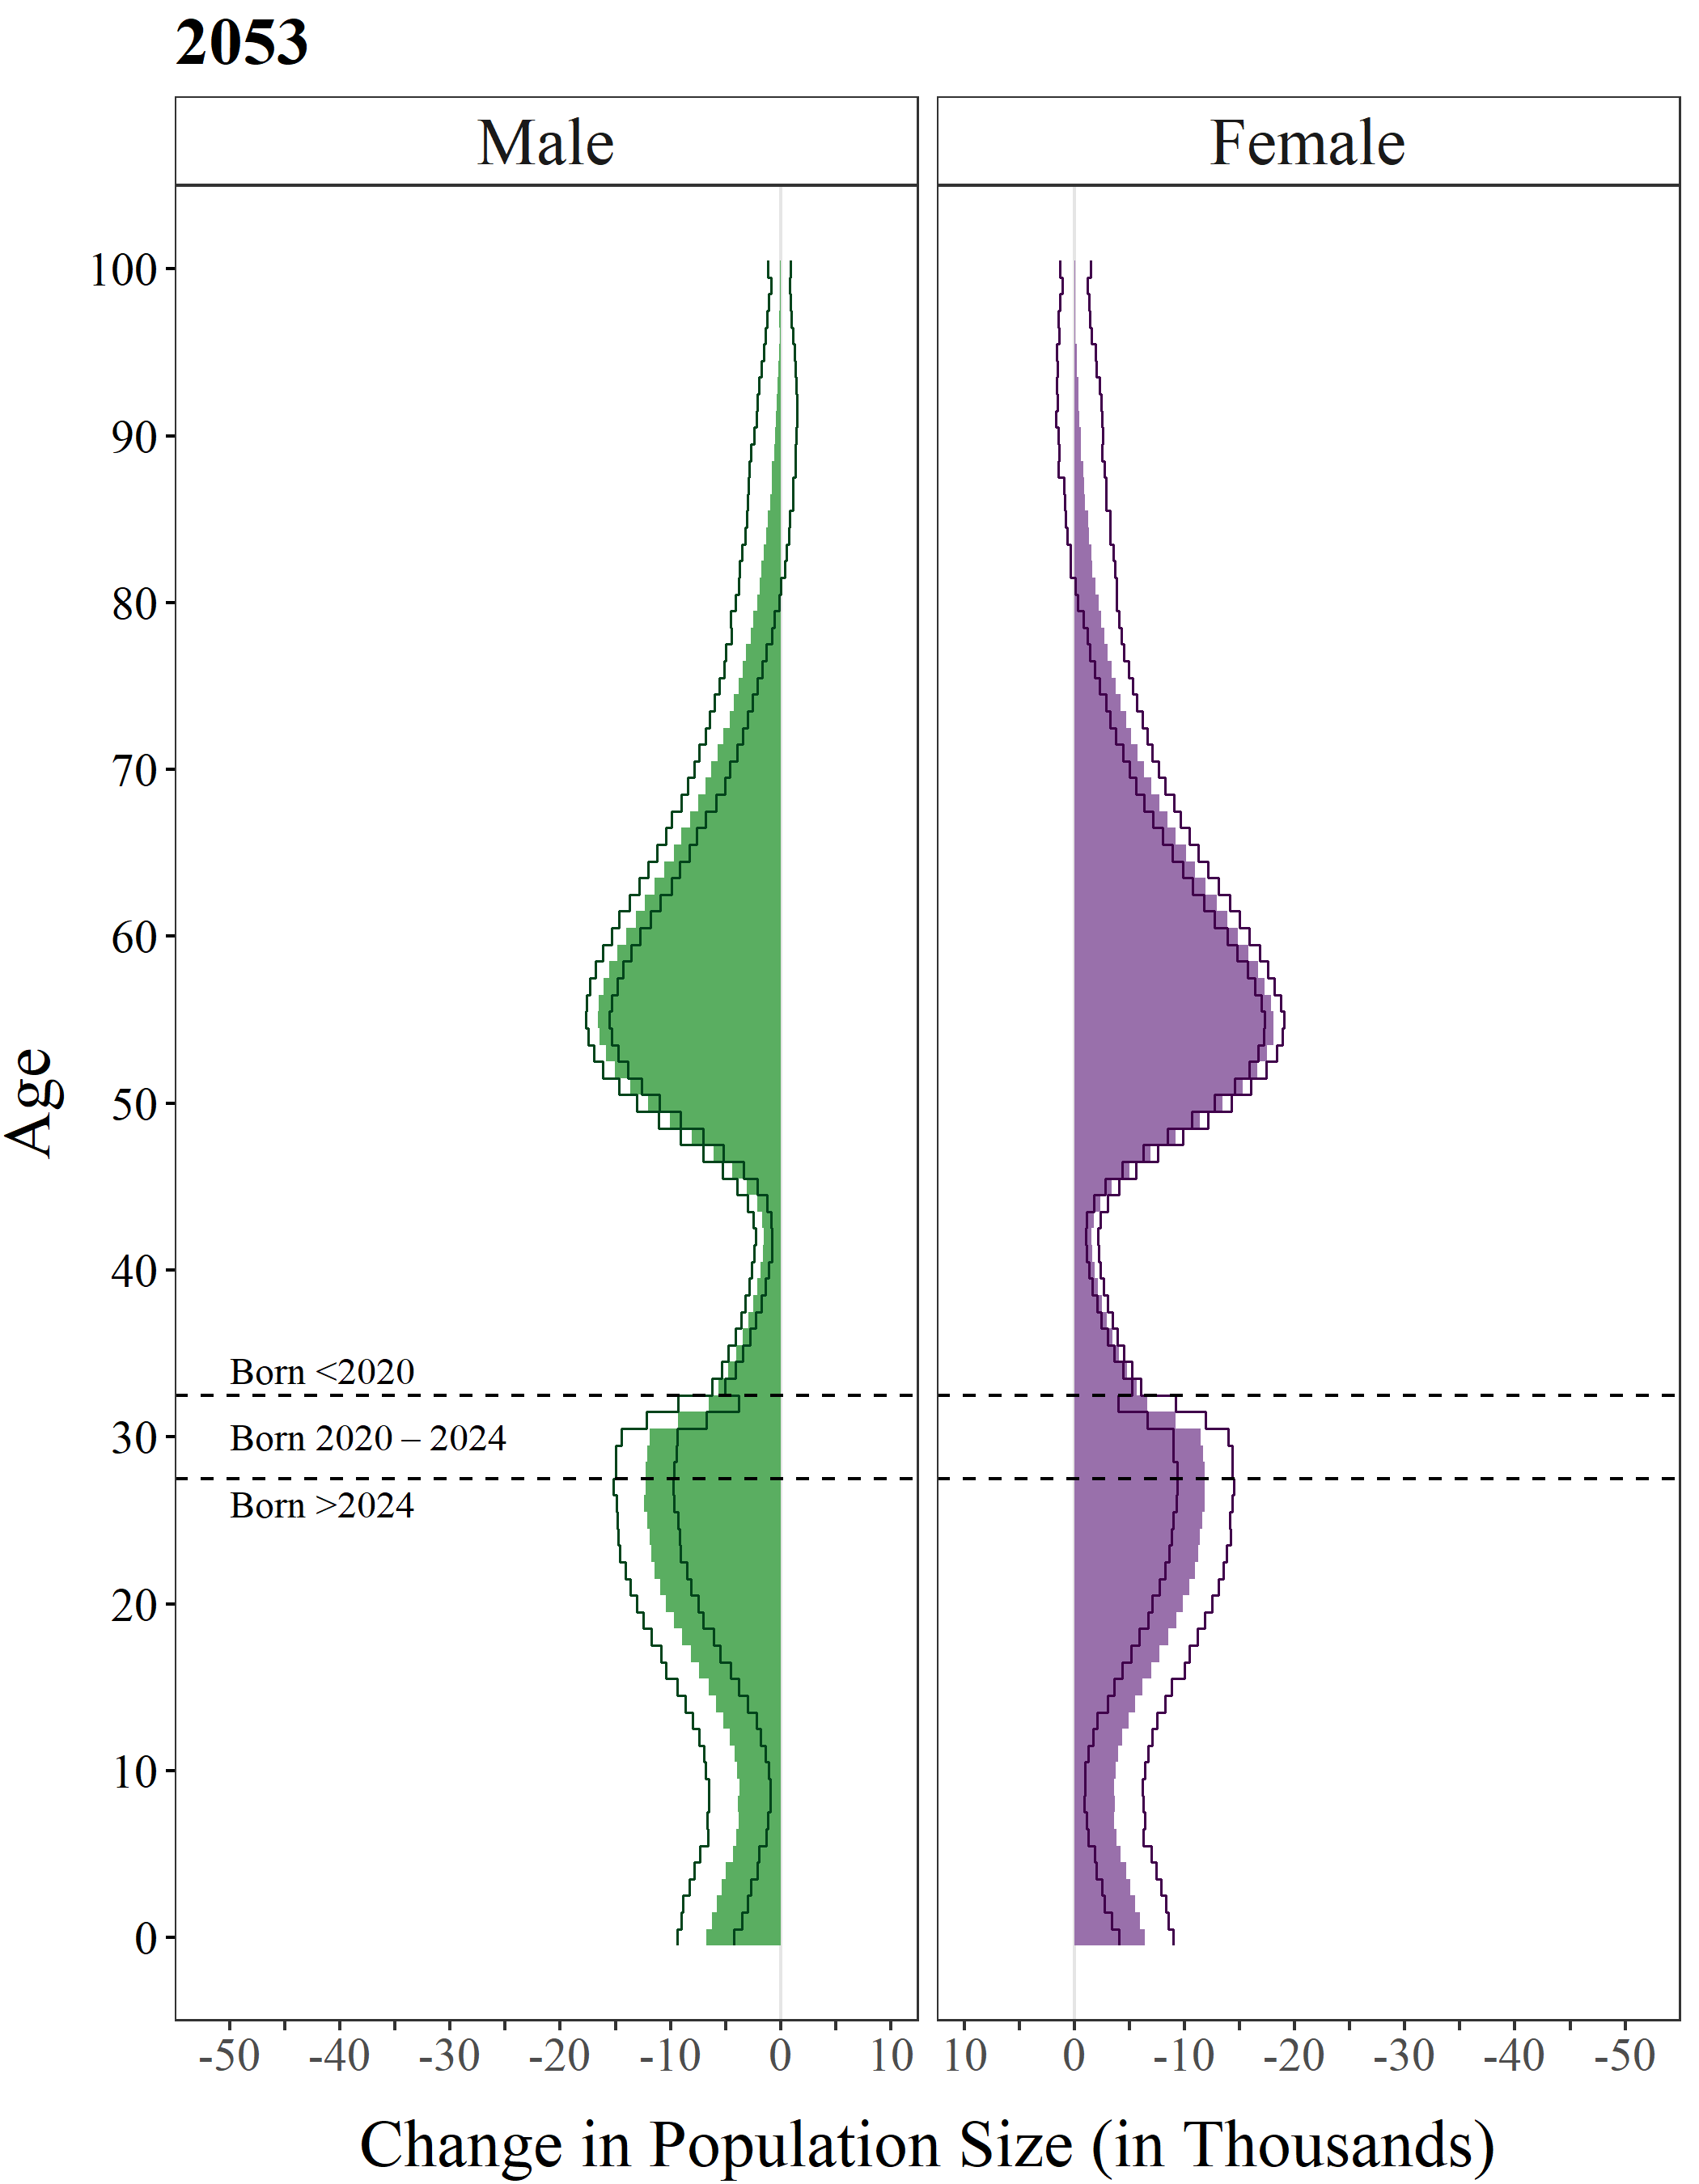 2053
Male Female
100
90
80
70
60
50
40
30
20
10
0
Age
Born <2020
Born 2020 – 2024
Born >2024
-50 -40 -30 -20 -10 0 10 10 0 -10 -20 -30 -40 -50
Change in Population Size (in Thousands)